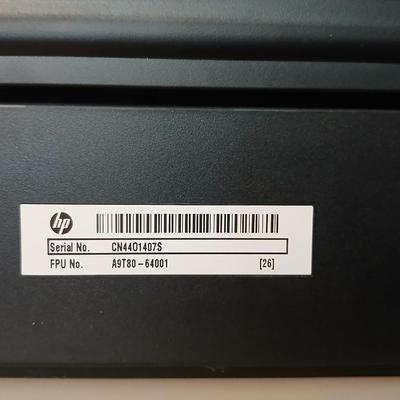 hp
Serial No. CN44O1407S
FPU No. A9T80-64001 [26]